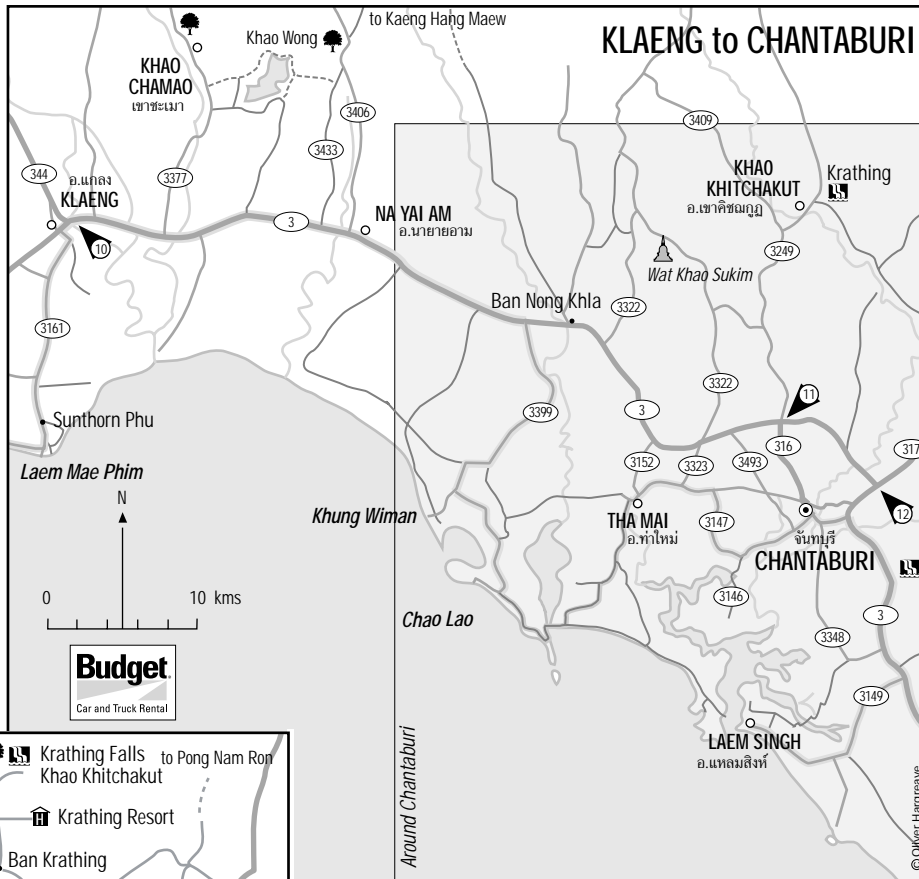 to Kaeng Hang Maew
KLAENG to CHANTABURI
Khao Wong
KHAO
CHAMAO
เขาชะเมา
3406
3409
3433
344
3377
อ.แกลง
KLAENG
10
3
NA YAI AM
อ.นายายอาม
KHAO
KHITCHAKUT
อ.เขาคิชฌกูฏ
Krathing
3249
Wat Khao Sukim
Ban Nong Khla
3322
3161
3322
11
3399
3
316
317
Sunthorn Phu
3152
3323
3493
Laem Mae Phim
N
Khung Wiman
THA MAI
อ.ท่าใหม่
3147
12
จันทบุรี
CHANTABURI
0
10 kms
3146
Chao Lao
3
3348
Budget
Car and Truck Rental
3149
LAEM SINGH
อ.แหลมสิงห์
Around Chantaburi
© Oliver Hargreave
Krathing Falls
Khao Khitchakut
to Pong Nam Ron
Krathing Resort
Ban Krathing